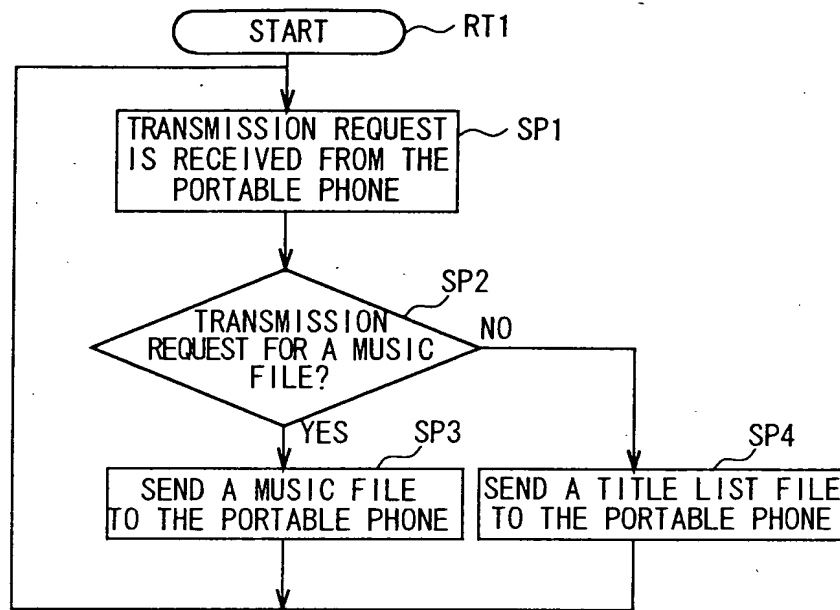 START
RT1
TRANSMISSION REQUEST
IS RECEIVED FROM THE
PORTABLE PHONE
SP1
SP2
TRANSMISSION
REQUEST FOR A MUSIC
FILE?
NO
YES
SP3
SEND A MUSIC FILE
TO THE PORTABLE PHONE
SP4
SEND A TITLE LIST FILE
TO THE PORTABLE PHONE